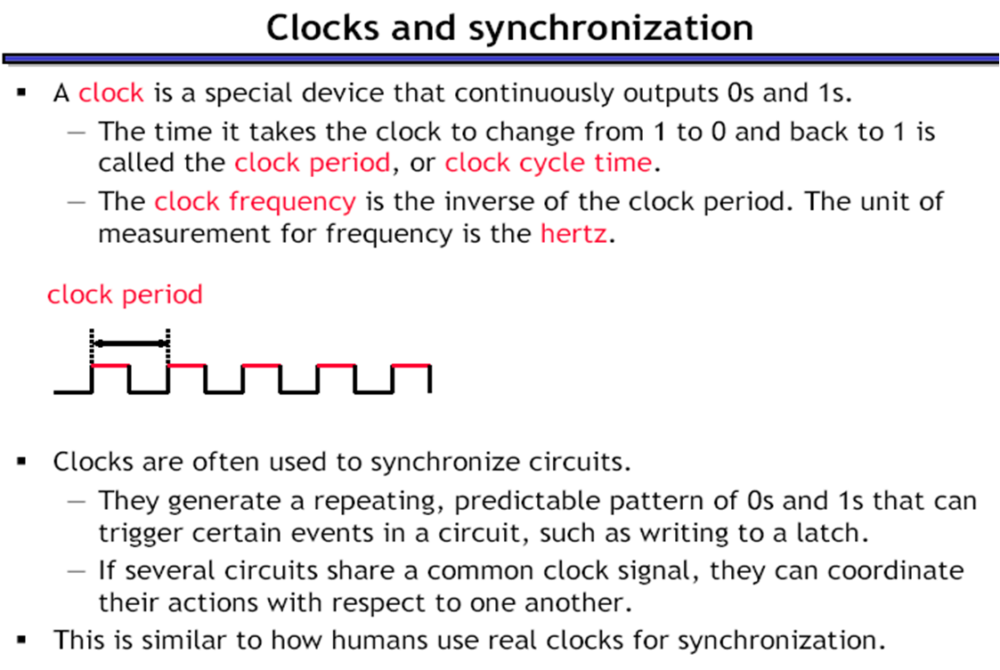 Clocks and synchronization
▪ A clock is a special device that continuously outputs 0s and 1s.
— The time it takes the clock to change from 1 to 0 and back to 1 is
called the clock period, or clock cycle time.
— The clock frequency is the inverse of the clock period. The unit of
measurement for frequency is the hertz.
clock period
▪ Clocks are often used to synchronize circuits.
— They generate a repeating, predictable pattern of 0s and 1s that can
trigger certain events in a circuit, such as writing to a latch.
— If several circuits share a common clock signal, they can coordinate
their actions with respect to one another.
▪ This is similar to how humans use real clocks for synchronization.